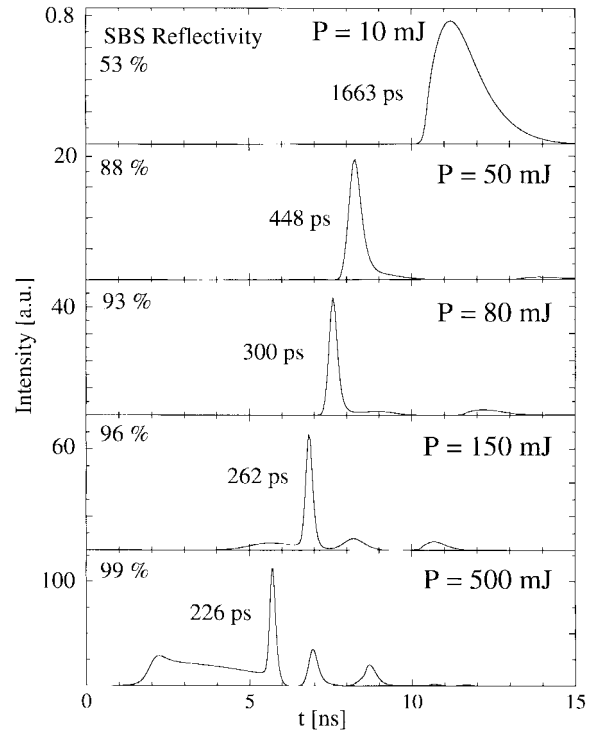 0.8
SBS Reflectivity
P = 10 mJ
53 %
1663 ps
20
88 %
P = 50 mJ
448 ps
40
93 %
P = 80 mJ
300 ps
60
96 %
P = 150 mJ
262 ps
100
99 %
P = 500 mJ
226 ps
Intensity [a.u.]
0 5 10 15
t [ns]